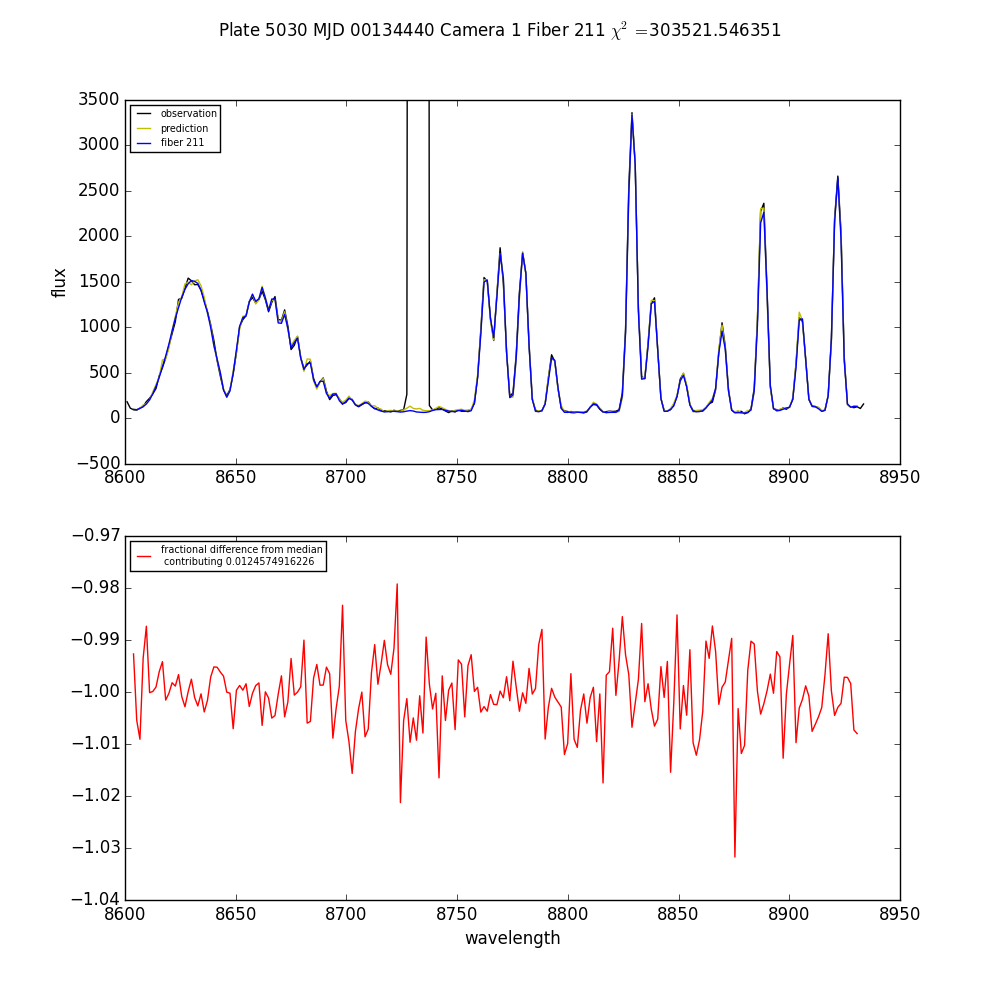 Plate 5030 MJD 00134440 Camera 1 Fiber 211 χ² =303521.546351
3500
3000
2500
2000
1500
1000
500
0
−500
flux
observation
prediction
fiber 211
8600 8650 8700 8750 8800 8850 8900 8950
−0.97
−0.98
−0.99
−1.00
−1.01
−1.02
−1.03
−1.04
fractional difference from median
contributing 0.0124574916226
8600 8650 8700 8750 8800 8850 8900 8950
wavelength